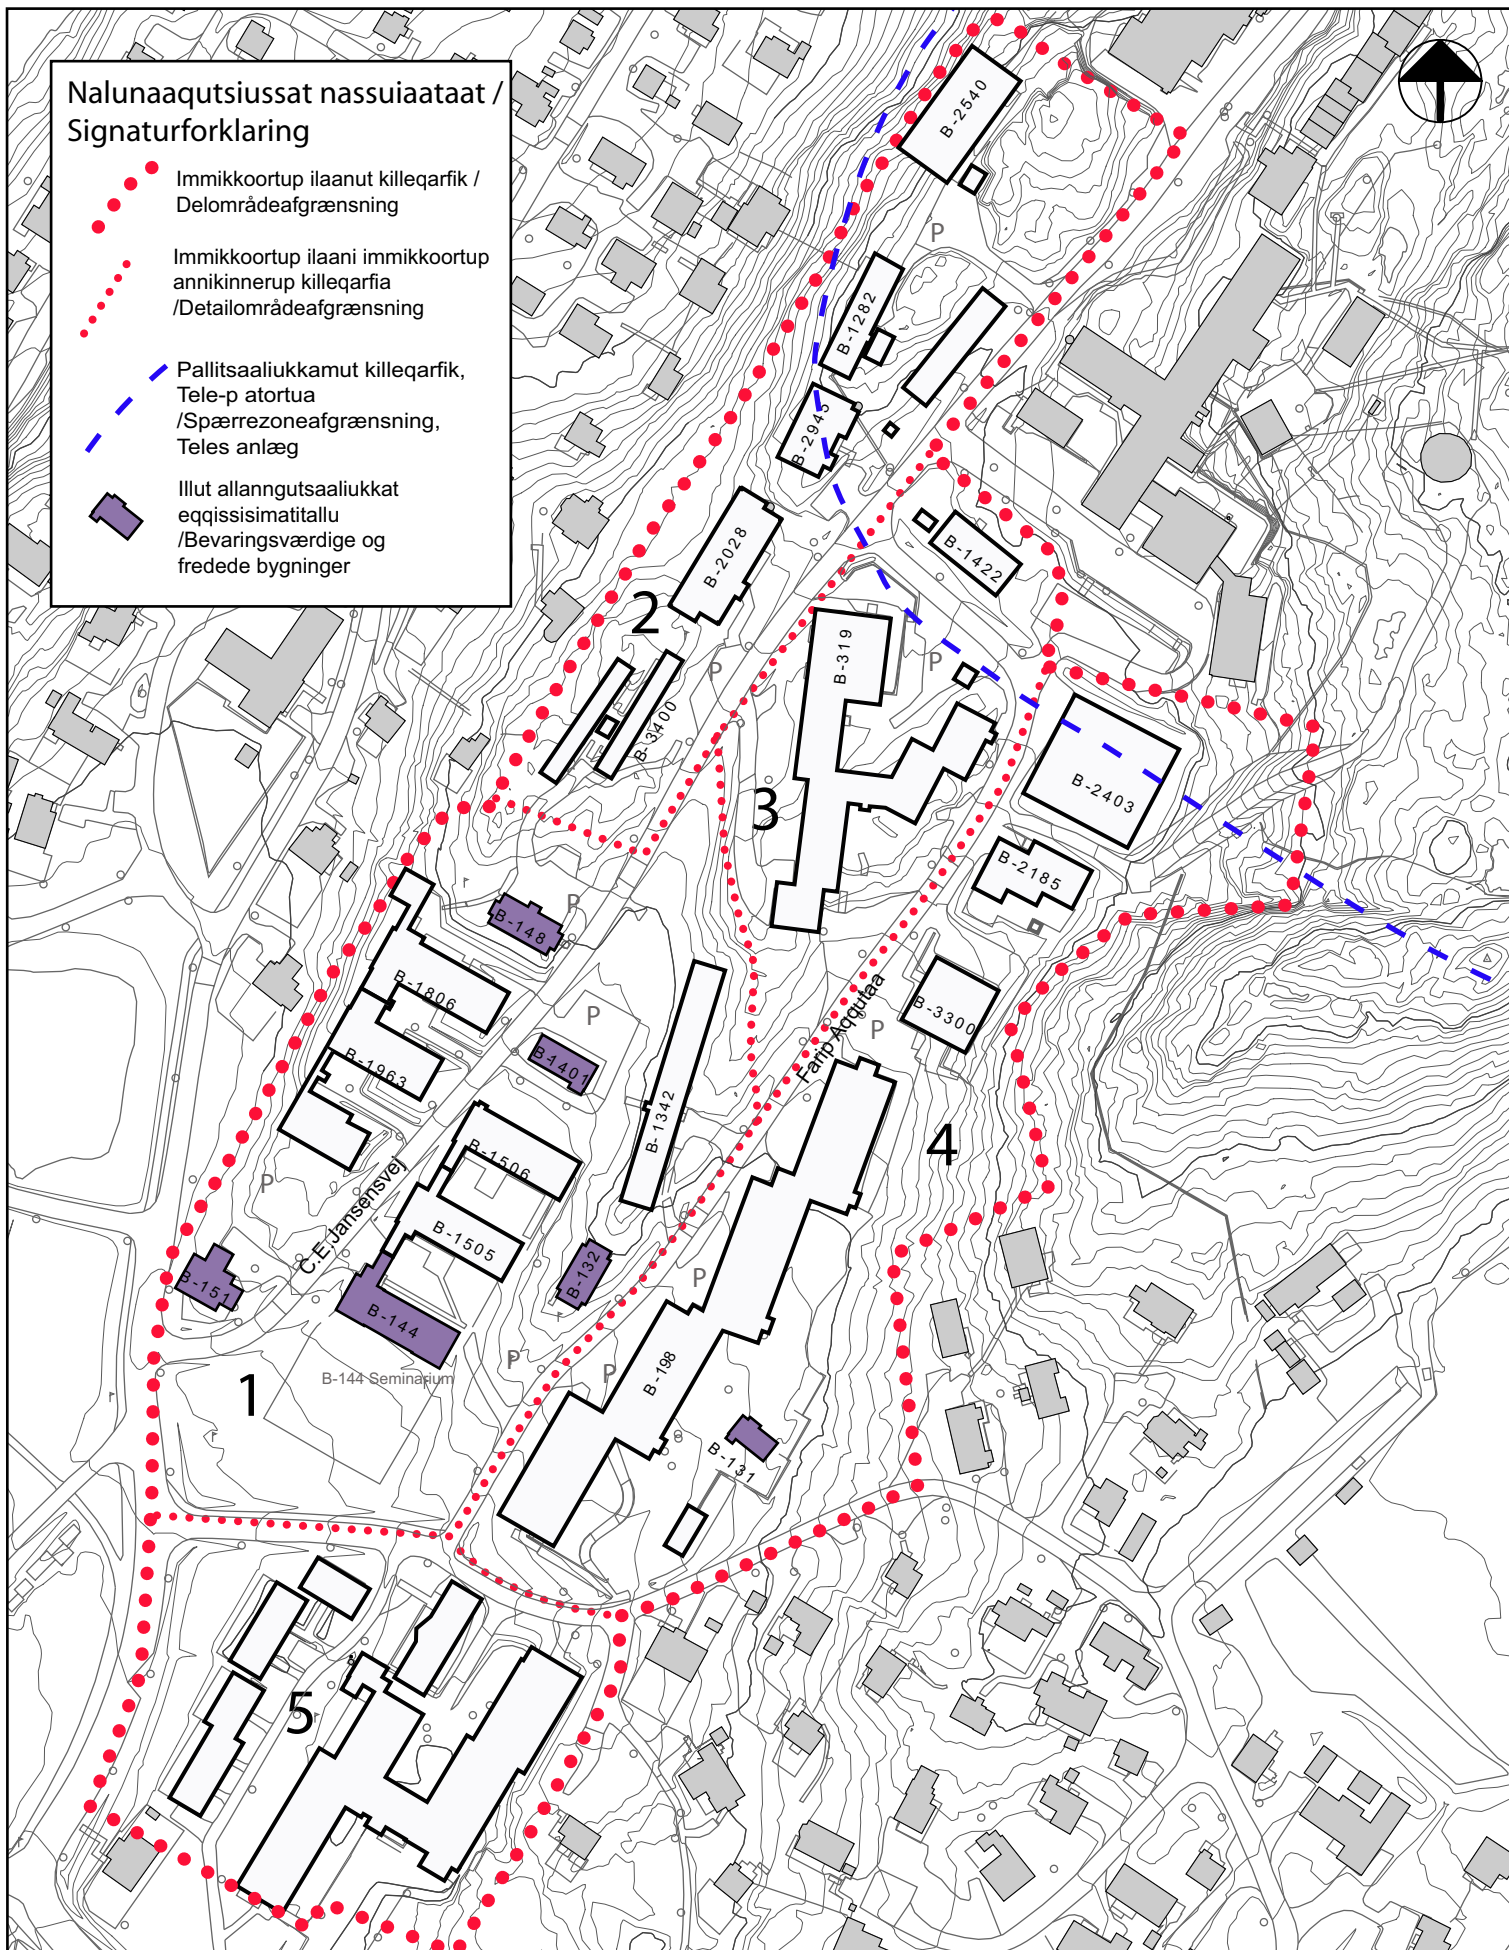 Nalunaaqutsiussat nassuiaataat /
Signaturforklaring
Immikkoortup ilaanut killeqarfik /
Delområdeafgrænsning
Immikkoortup ilaani immikkoortup
annikinnerup killeqarfia
/Detailområdeafgrænsning
Pallitsaaliukkamut killeqarfik,
Tele-p atortua
/Spærrezoneafgrænsning,
Teles anlæg
Illut allanngutsaaliukkat
eqqissisimatitallu
/Bevaringsværdige og
fredede bygninger
B-2540
P
B-1282
B-2945
B-2028
B-1422
2
B-319
P
P
B-3400
B-2403
3
B-2185
P
B-148
B-1806
P
Farip Aqqutaa
P
B-3300
B-1401
B-1963
B-1342
4
B-1506
P
C.E.Jansensvej
B-1505
B-132
P
B-151
B-144
P
P
B-198
B-144 Seminarium
1
B-131
5